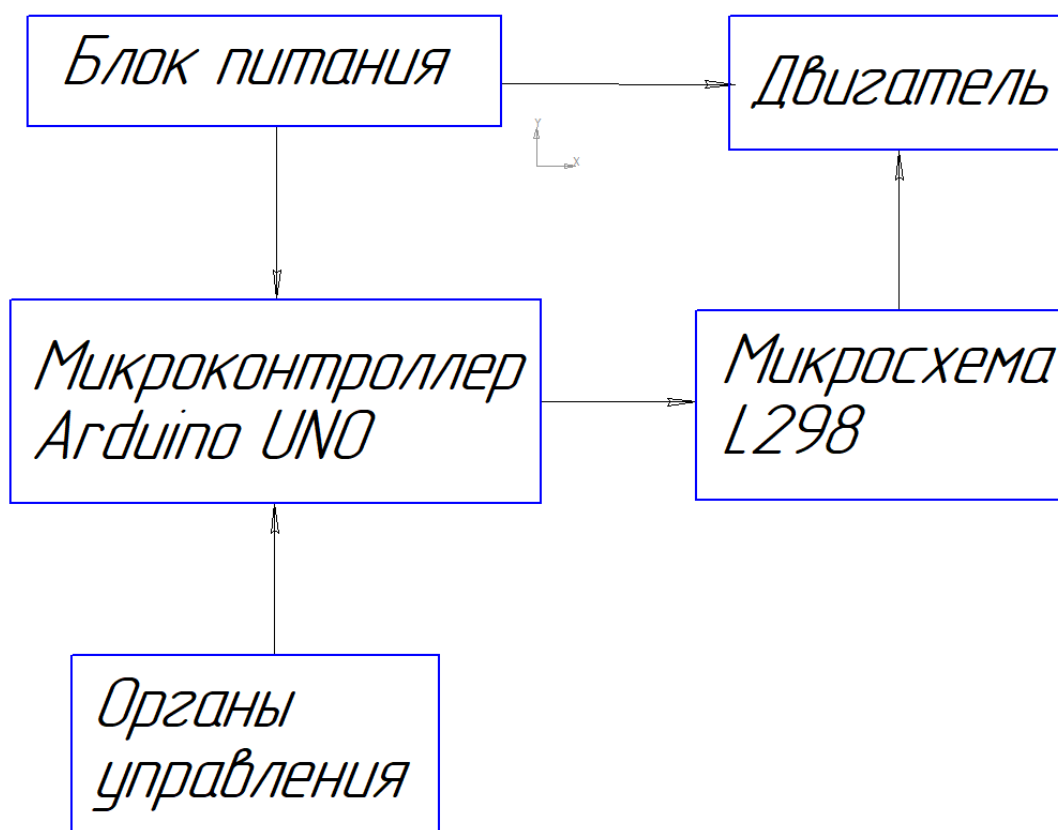 Блок питания
Двигатель
Y
X
Микроконтроллер
Arduino UNO
Микросхема
L298
Органы
управления